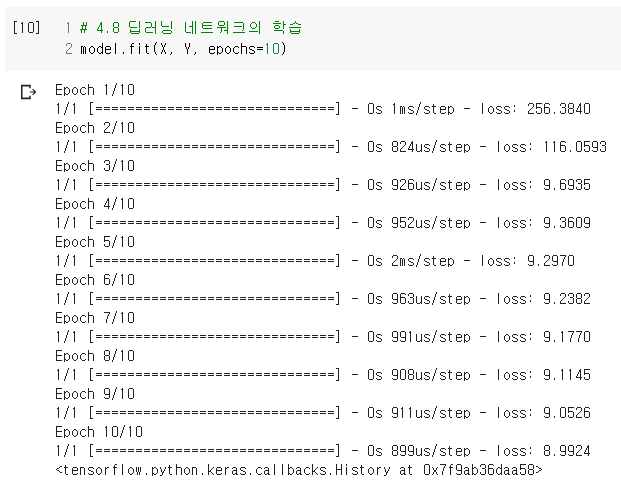 [10] 1 # 4.8 딥러닝 네트워크의 학습
2 model.fit(X, Y, epochs=10)
Epoch 1/10
1/1 [==============================] - 0s 1ms/step - loss: 256.3840
Epoch 2/10
1/1 [==============================] - 0s 824us/step - loss: 116.0593
Epoch 3/10
1/1 [==============================] - 0s 926us/step - loss: 9.6935
Epoch 4/10
1/1 [==============================] - 0s 952us/step - loss: 9.3609
Epoch 5/10
1/1 [==============================] - 0s 2ms/step - loss: 9.2970
Epoch 6/10
1/1 [==============================] - 0s 963us/step - loss: 9.2382
Epoch 7/10
1/1 [==============================] - 0s 991us/step - loss: 9.1770
Epoch 8/10
1/1 [==============================] - 0s 908us/step - loss: 9.1145
Epoch 9/10
1/1 [==============================] - 0s 911us/step - loss: 9.0526
Epoch 10/10
1/1 [==============================] - 0s 899us/step - loss: 8.9924
<tensorflow.python.keras.callbacks.History at 0x7f9ab36daa58>